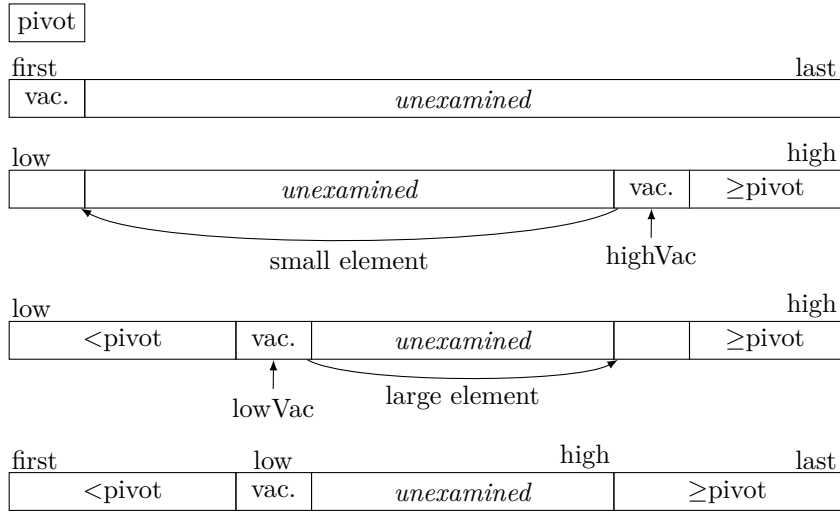 pivot
first last
vac. unexamined
low high
unexamined vac. ≥pivot
small element highVac
low high
<pivot vac. unexamined ≥pivot
lowVac large element
first low high last
<pivot vac. unexamined ≥pivot